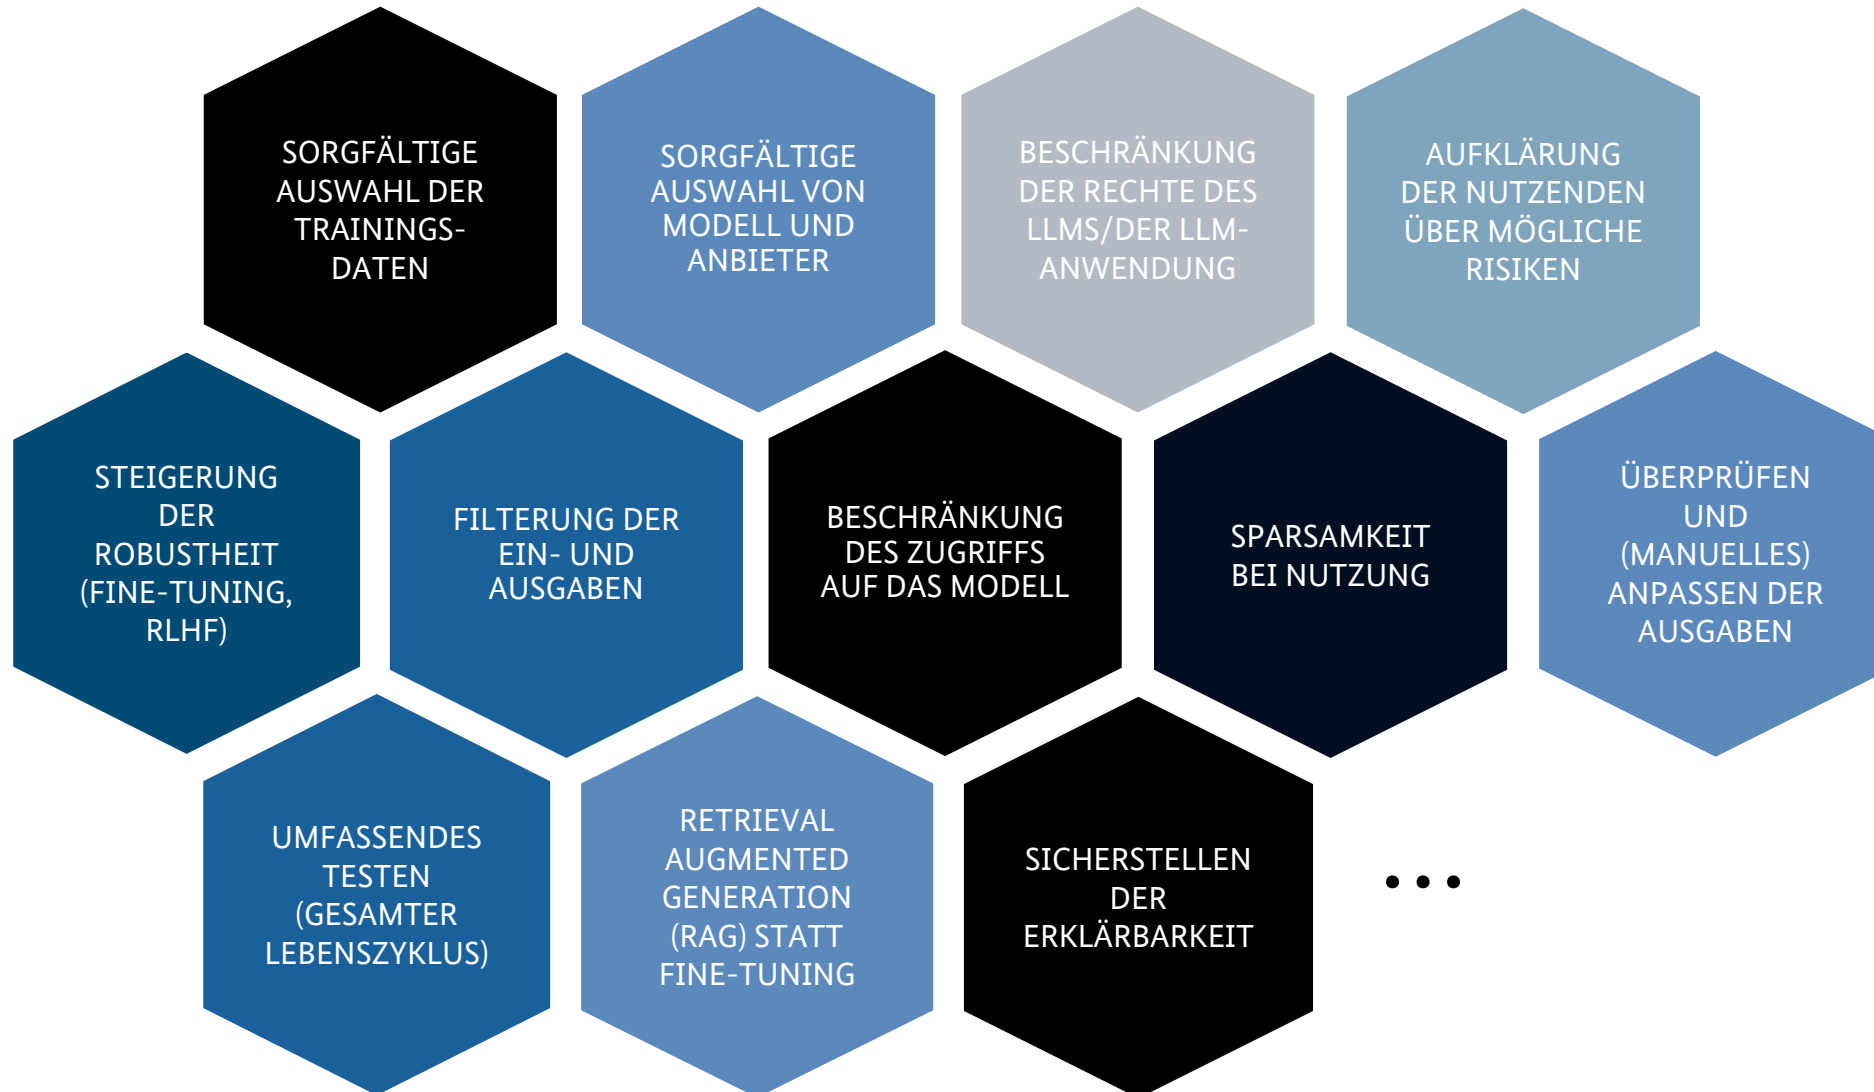 SORGFÄLTIGE
AUSWAHL DER
TRAININGS-
DATEN
SORGFÄLTIGE
AUSWAHL VON
MODELL UND
ANBIETER
BESCHRÄNKUNG
DER RECHTE DES
LLMS/DER LLM-
ANWENDUNG
AUFKLÄRUNG
DER NUTZENDEN
ÜBER MÖGLICHE
RISIKEN
STEIGERUNG
DER
ROBUSTHEIT
(FINE-TUNING,
RLHF)
FILTERUNG DER
EIN- UND
AUSGABEN
BESCHRÄNKUNG
DES ZUGRIFFS
AUF DAS MODELL
SPARSAMKEIT
BEI NUTZUNG
ÜBERPRÜFEN
UND
(MANUELLES)
ANPASSEN DER
AUSGABEN
UMFASSENDES
TESTEN
(GESAMTER
LEBENSZYKLUS)
RETRIEVAL
AUGMENTED
GENERATION
(RAG) STATT
FINE-TUNING
SICHERSTELLEN
DER
ERKLÄRBARKEIT
...